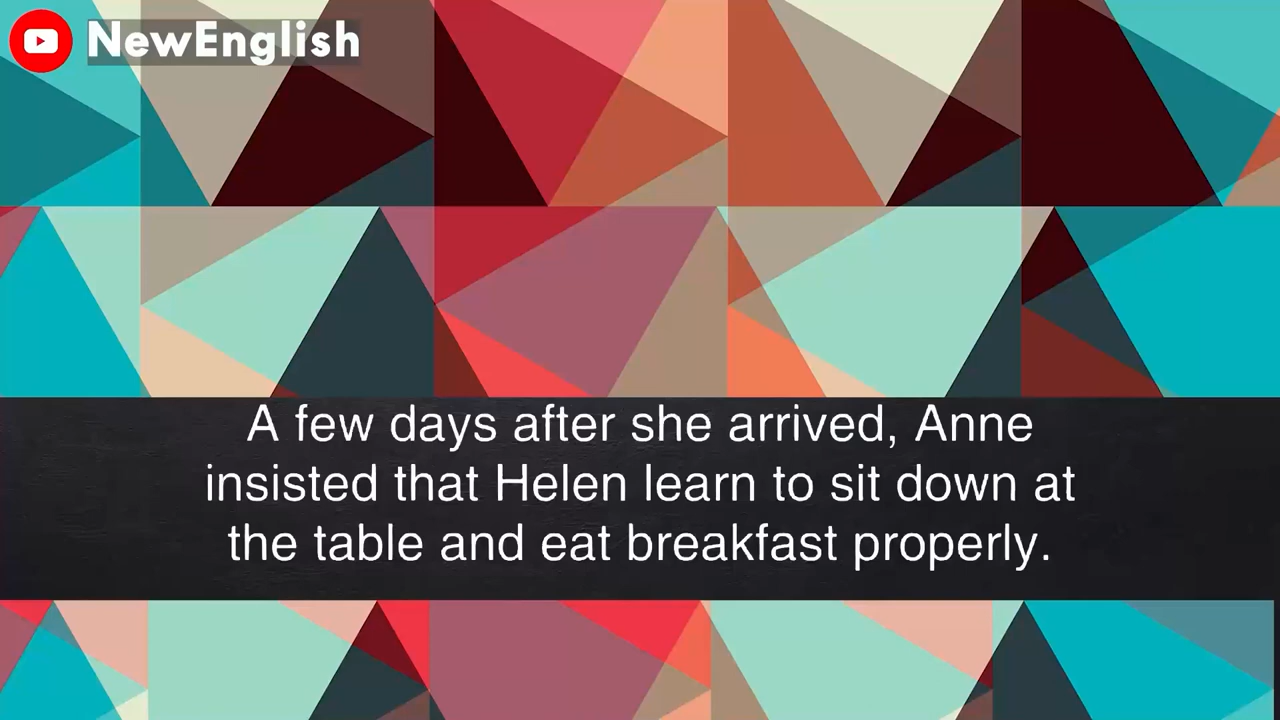 NewEnglish
A few days after she arrived, Anne
insisted that Helen learn to sit down at
the table and eat breakfast properly.